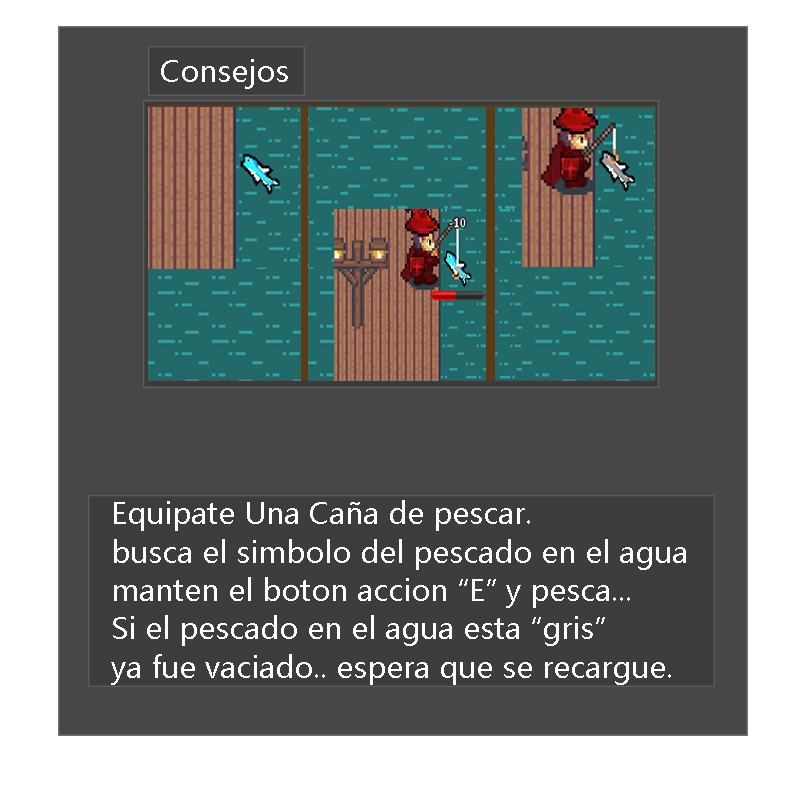 Consejos
-10
Equipate Una Caña de pescar.
busca el simbolo del pescado en el agua
manten el boton accion “E” y pesca...
Si el pescado en el agua esta “gris”
ya fue vaciado.. espera que se recargue.